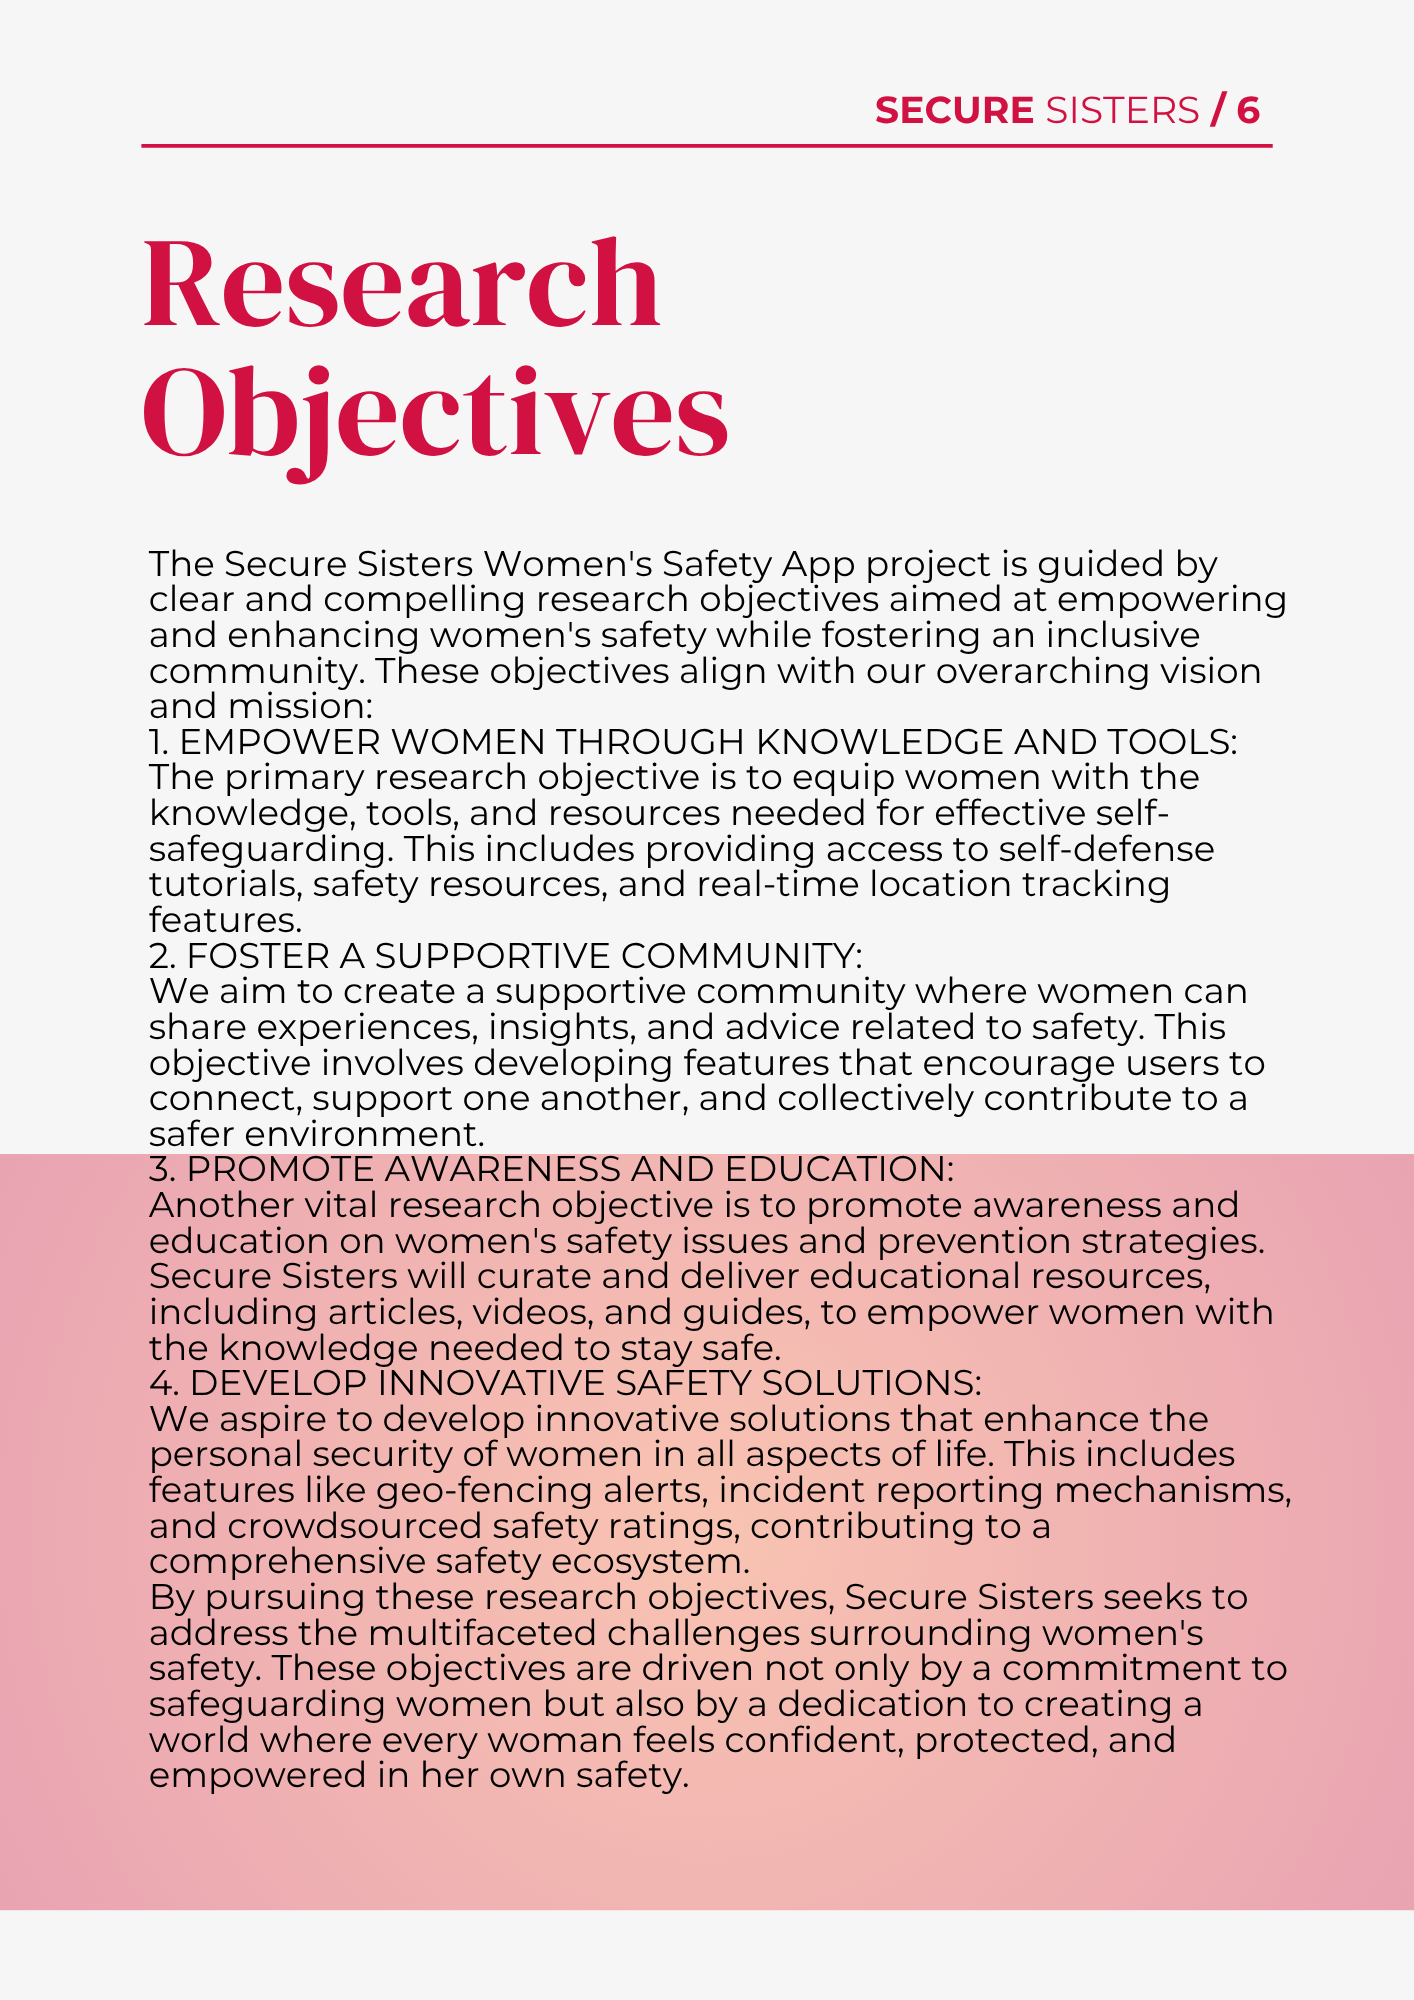 SECURE SISTERS / 6
Research
Objectives
The Secure Sisters Women's Safety App project is guided by
clear and compelling research objectives aimed at empowering
and enhancing women's safety while fostering an inclusive
community. These objectives align with our overarching vision
and mission:
1. EMPOWER WOMEN THROUGH KNOWLEDGE AND TOOLS:
The primary research objective is to equip women with the
knowledge, tools, and resources needed for effective self-
safeguarding. This includes providing access to self-defense
tutorials, safety resources, and real-time location tracking
features.
2. FOSTER A SUPPORTIVE COMMUNITY:
We aim to create a supportive community where women can
share experiences, insights, and advice related to safety. This
objective involves developing features that encourage users to
connect, support one another, and collectively contribute to a
safer environment.
3. PROMOTE AWARENESS AND EDUCATION:
Another vital research objective is to promote awareness and
education on women's safety issues and prevention strategies.
Secure Sisters will curate and deliver educational resources,
including articles, videos, and guides, to empower women with
the knowledge needed to stay safe.
4. DEVELOP INNOVATIVE SAFETY SOLUTIONS:
We aspire to develop innovative solutions that enhance the
personal security of women in all aspects of life. This includes
features like geo-fencing alerts, incident reporting mechanisms,
and crowdsourced safety ratings, contributing to a
comprehensive safety ecosystem.
By pursuing these research objectives, Secure Sisters seeks to
address the multifaceted challenges surrounding women's
safety. These objectives are driven not only by a commitment to
safeguarding women but also by a dedication to creating a
world where every woman feels confident, protected, and
empowered in her own safety.